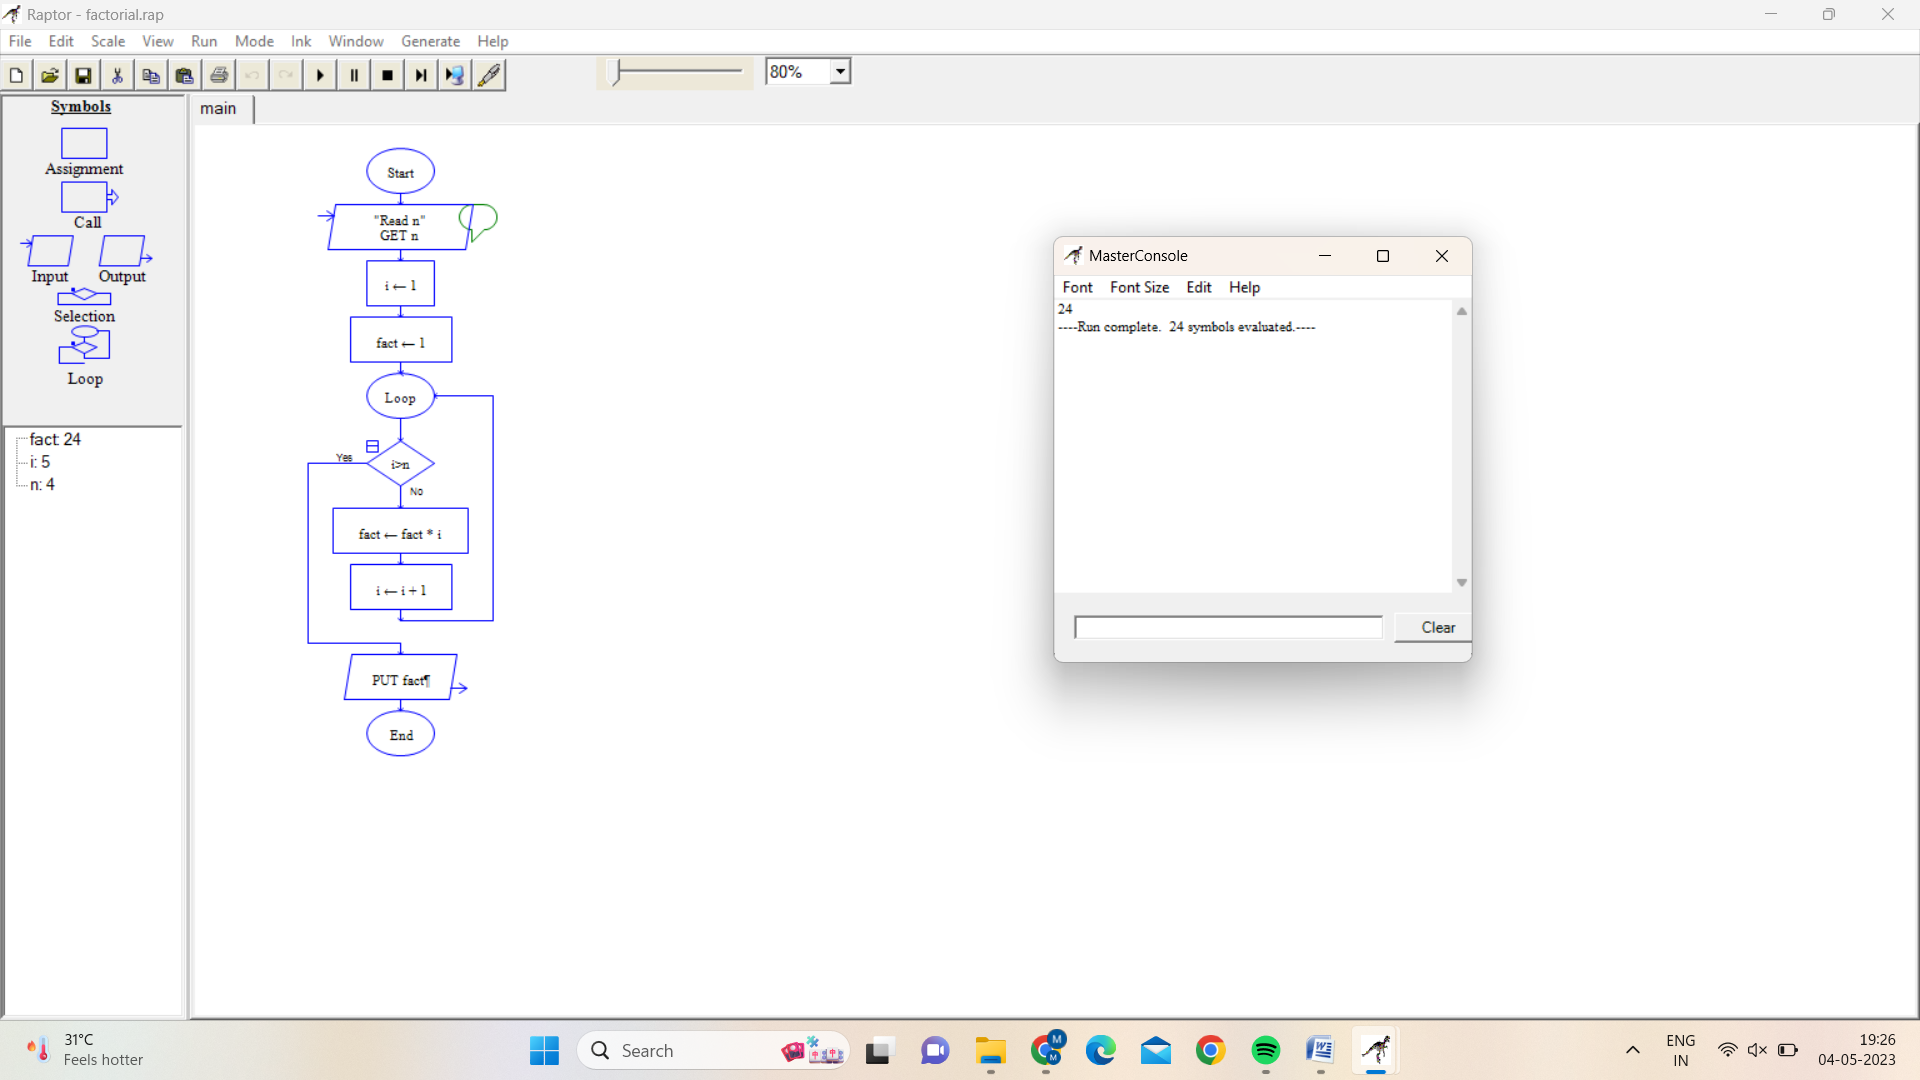 Raptor - factorial.rap
File Edit Scale View Run Mode Ink Window Generate Help
80%
Symbols
Assignment
Call
Input Output
Selection
Loop
fact: 24
i: 5
n: 4
main
Start
"Read n"
GET n
i ← 1
fact ← 1
Loop
Yes
i>n
No
fact ← fact * i
i ← i + 1
PUT fact¶
End
MasterConsole
Font Font Size Edit Help
24
----Run complete. 24 symbols evaluated.----
Clear
31°C
Feels hotter
Search
M
M
ENG
IN
19:26
04-05-2023